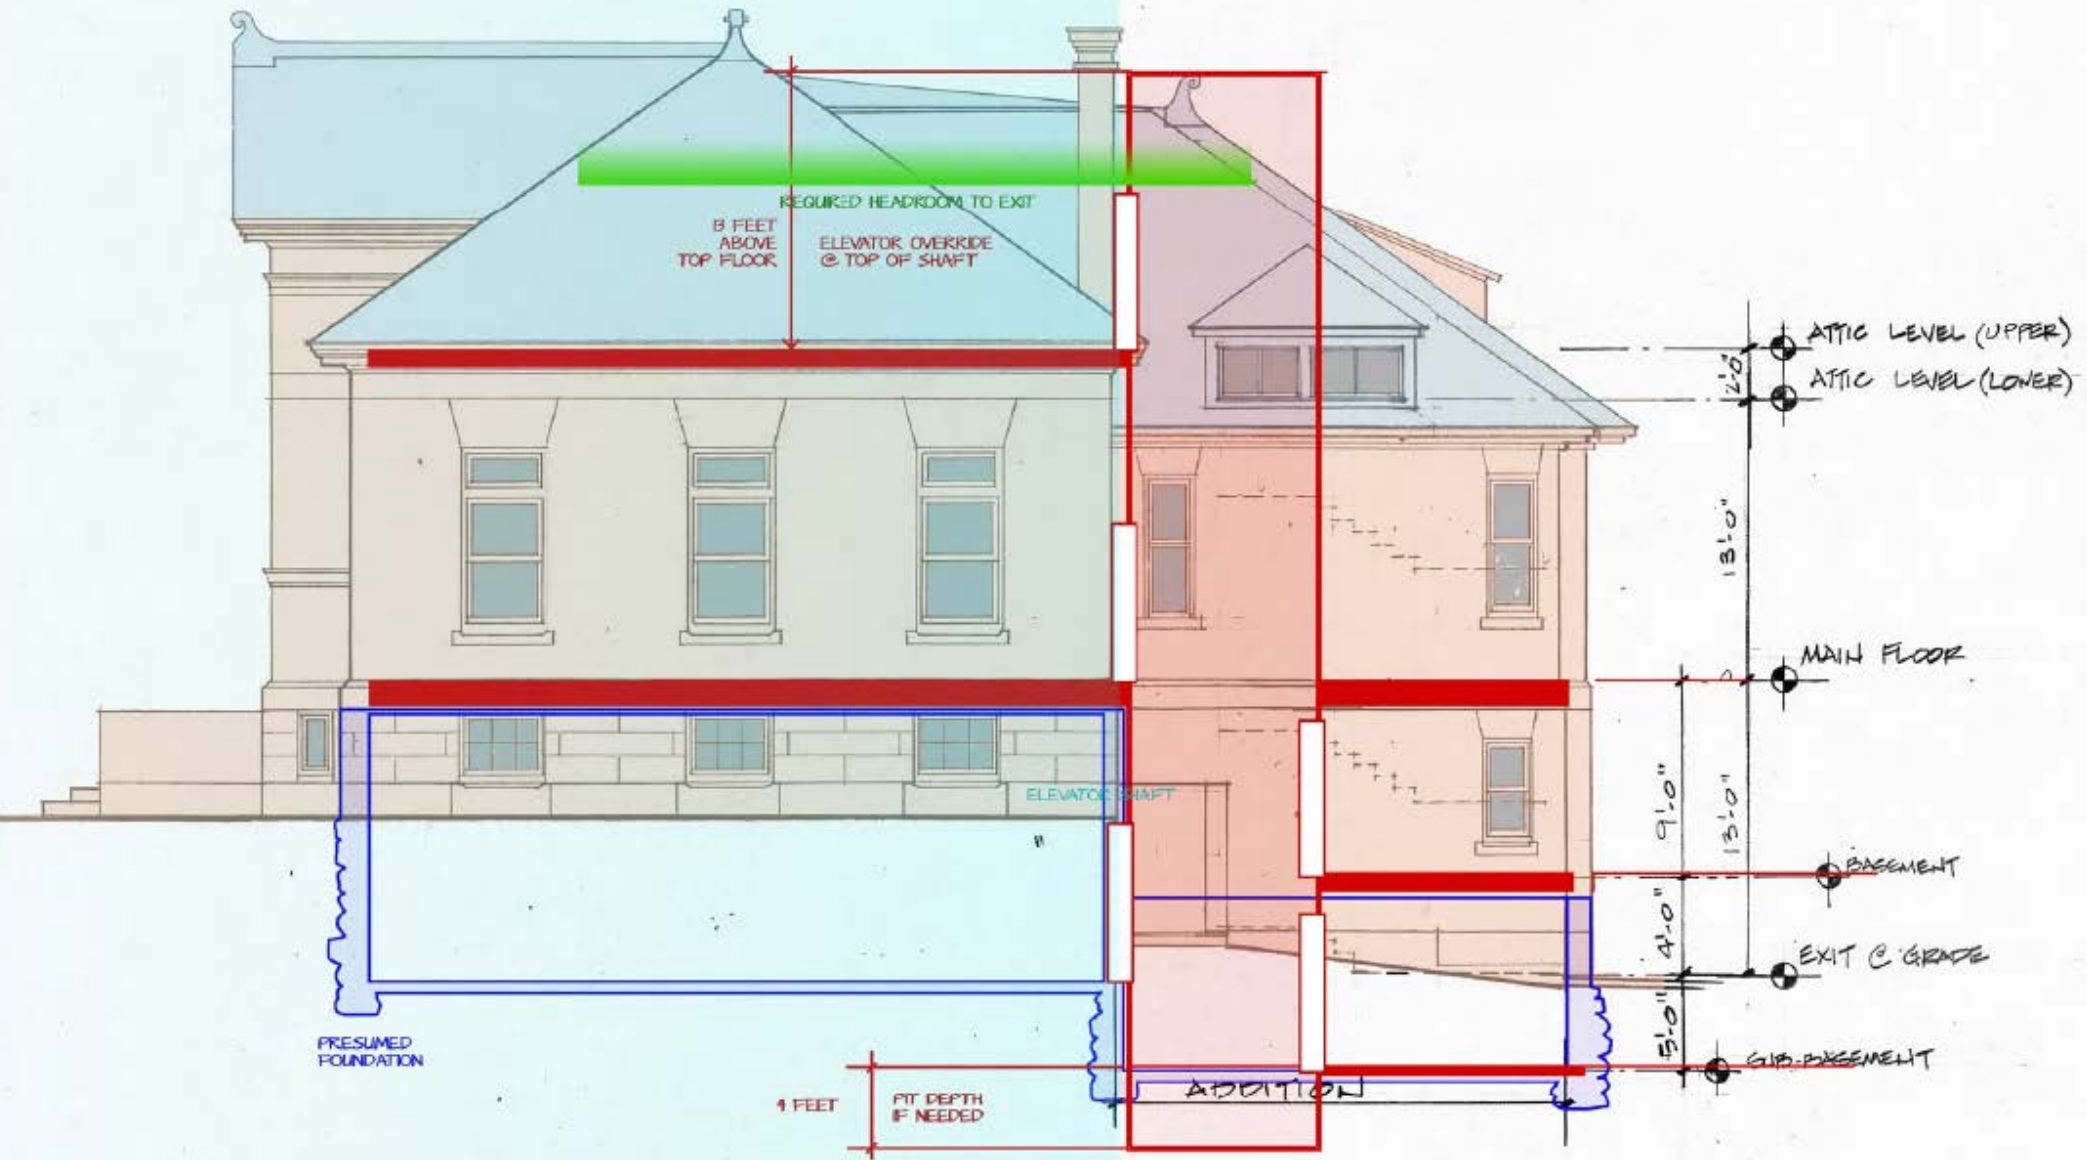 REQUIRED HEADROOM TO EXIT
13 FEET
ABOVE
TOP FLOOR
ELEVATOR OVERRIDE
@ TOP OF SHAFT
ATTIC LEVEL (UPPER)
2'-0"
ATTIC LEVEL (LOWER)
13'-0"
MAIN FLOOR
9'-0"
13'-0"
ELEVATOR SHAFT
BASEMENT
4'-0"
EXIT @ GRADE
5'-0"
PRESUMED
FOUNDATION
SUB-BASEMENT
ADDITION
4 FEET
PIT DEPTH
IF NEEDED